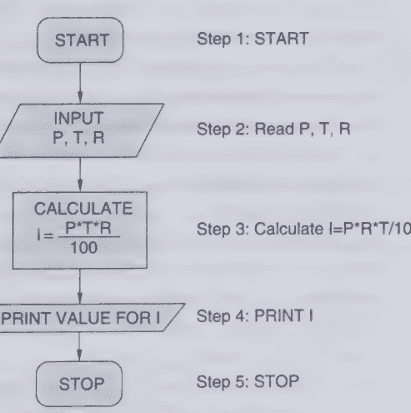 START
Step 1: START
INPUT
P, T, R
Step 2: Read P, T, R
CALCULATE
I = P*T*R
100
Step 3: Calculate I=P*R*T/10
PRINT VALUE FOR I
Step 4: PRINT I
STOP
Step 5: STOP